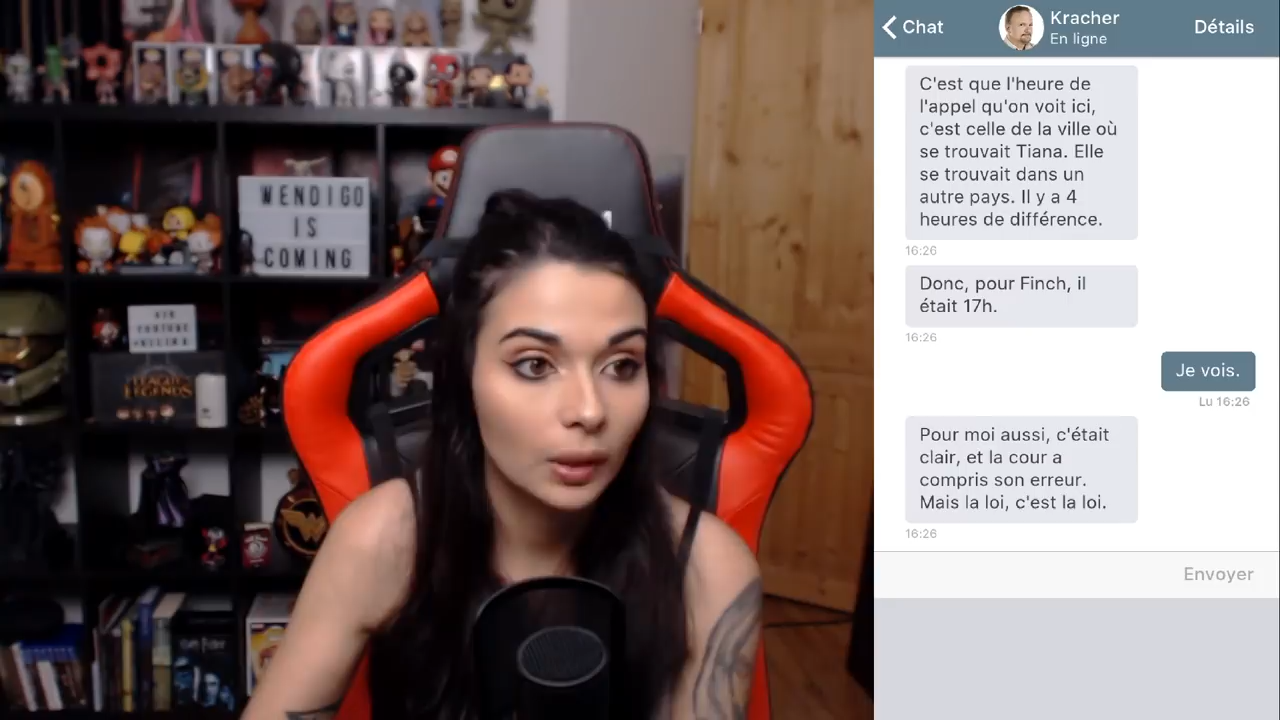 WENDIGO
IS
COMING
LEAGUE OF
LEGENDS
Chat
Kracher
En ligne
Détails
C'est que l'heure de
l'appel qu'on voit ici,
c'est celle de la ville où
se trouvait Tiana. Elle
se trouvait dans un
autre pays. Il y a 4
heures de différence.
16:26
Donc, pour Finch, il
était 17h.
16:26
Je vois.
Lu 16:26
Pour moi aussi, c'était
clair, et la cour a
compris son erreur.
Mais la loi, c'est la loi.
16:26
Envoyer